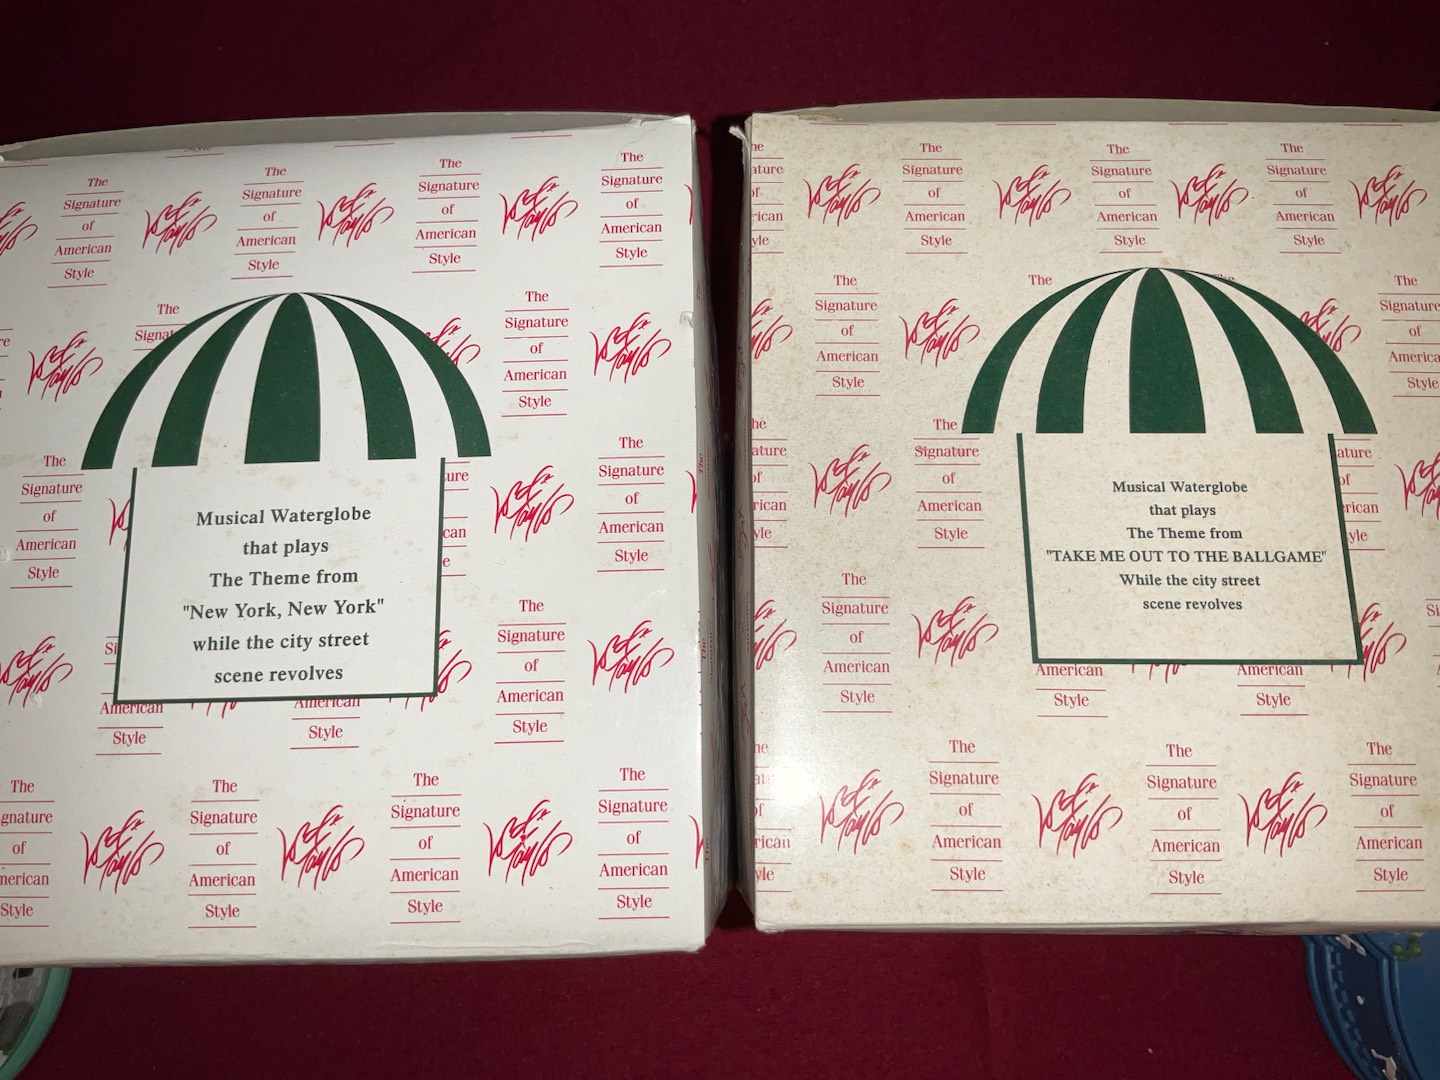 Musical Waterglobe
that plays
The Theme from
"New York, New York"
while the city street
scene revolves
Musical Waterglobe
that plays
The Theme from
"TAKE ME OUT TO THE BALLGAME"
While the city street
scene revolves
The
Signature
of
American
Style
Lord & Taylor